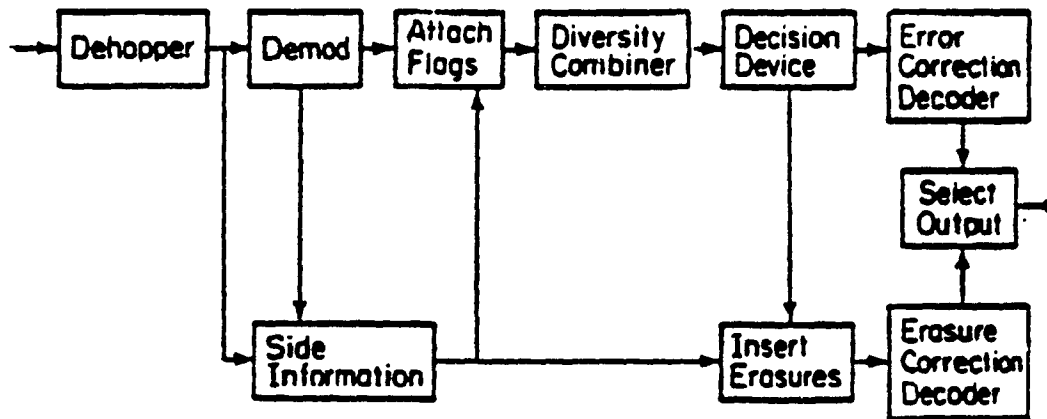 Dehopper
Demod
Attach
Flags
Diversity
Combiner
Decision
Device
Error
Correction
Decoder
Select
Output
Side
Information
Insert
Erasures
Erasure
Correction
Decoder